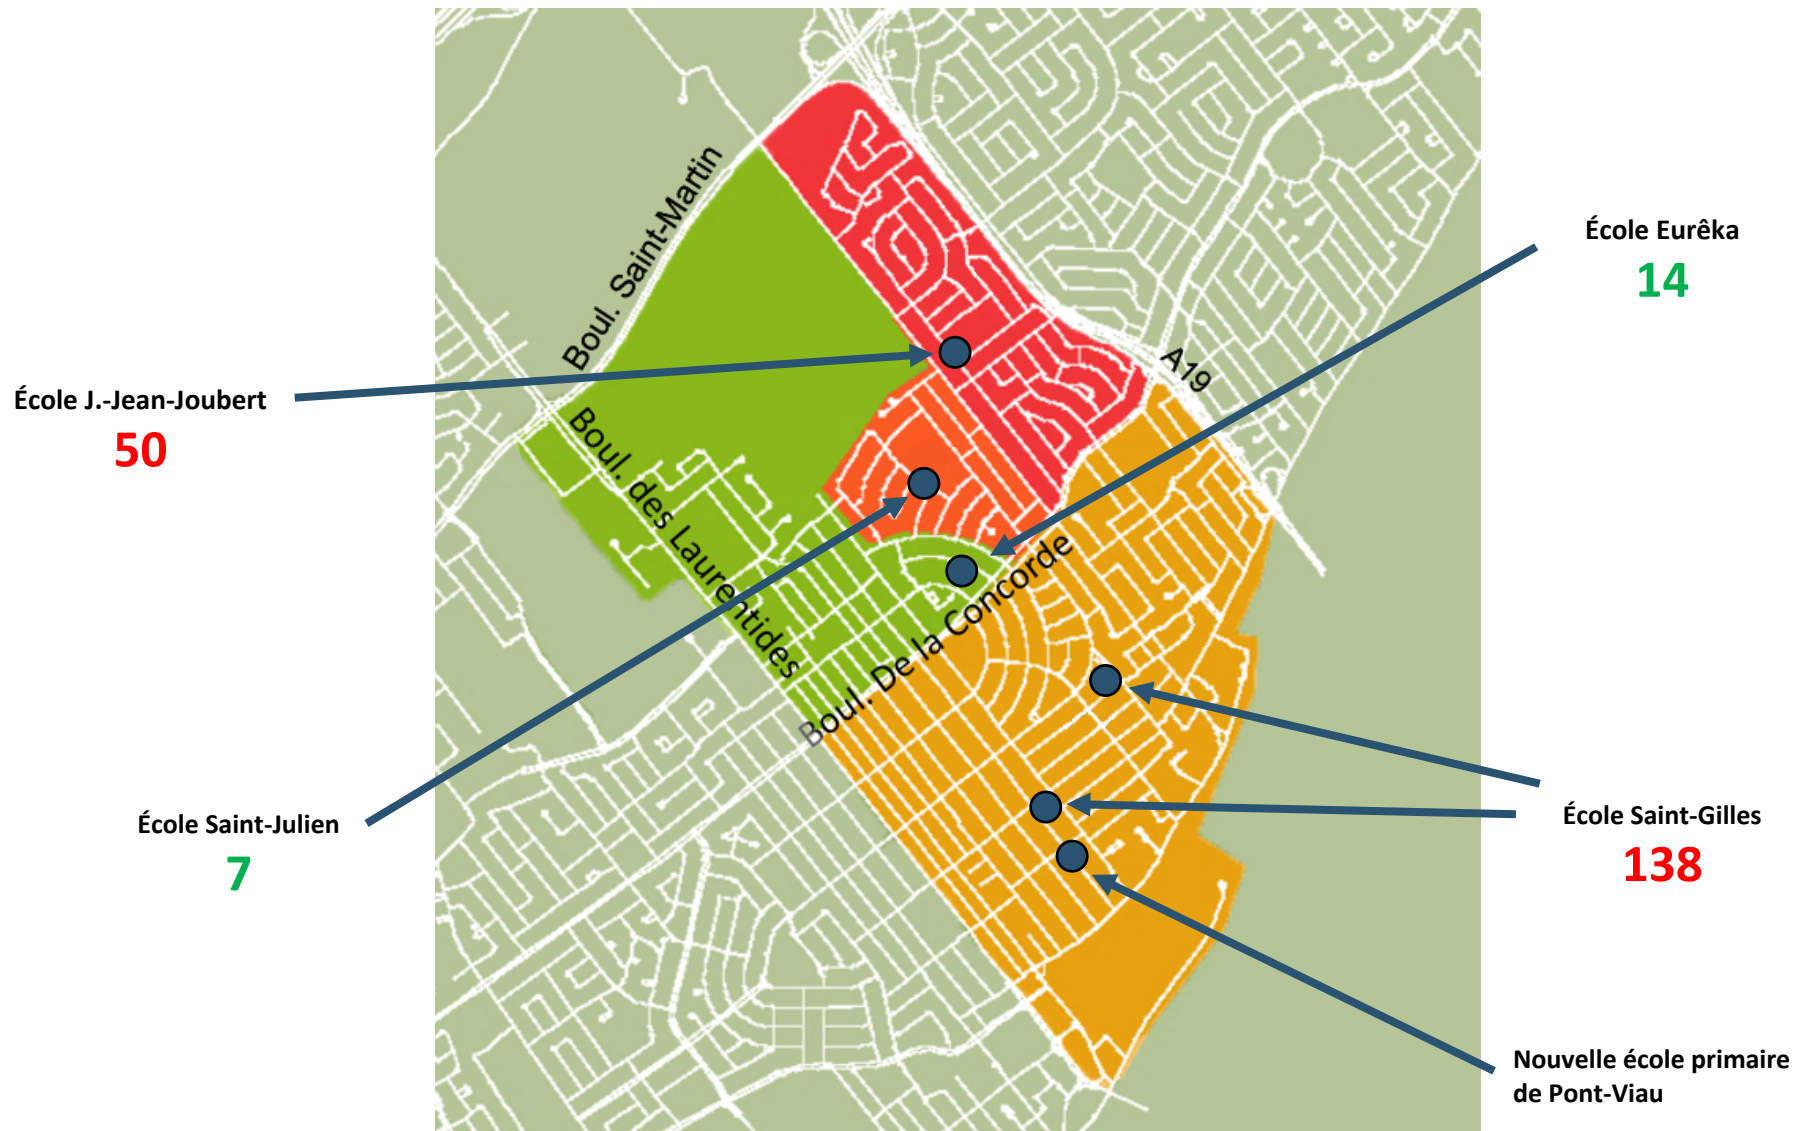 École Eurêka
14
Boul. Saint-Martin
A19
École J.-Jean-Joubert
50
Boul. des Laurentides
Boul. De la Concorde
École Saint-Julien
7
École Saint-Gilles
138
Nouvelle école primaire
de Pont-Viau